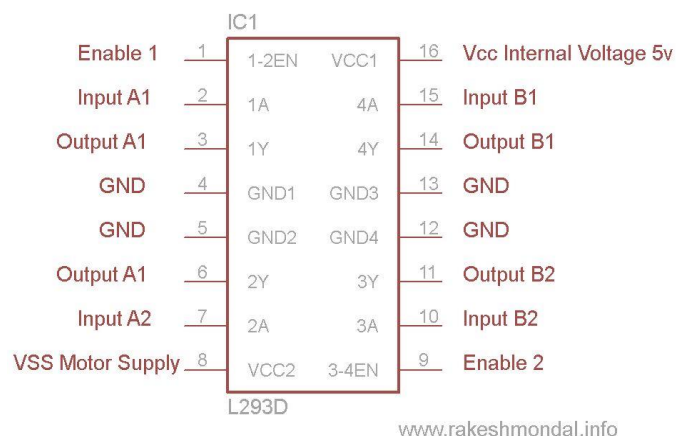 IC1
Enable 1 1 1-2EN VCC1 16 Vcc Internal Voltage 5v
Input A1 2 1A 4A 15 Input B1
Output A1 3 1Y 4Y 14 Output B1
GND 4 GND1 GND3 13 GND
GND 5 GND2 GND4 12 GND
Output A1 6 2Y 3Y 11 Output B2
Input A2 7 2A 3A 10 Input B2
VSS Motor Supply 8 VCC2 3-4EN 9 Enable 2
L293D
www.rakeshmondal.info